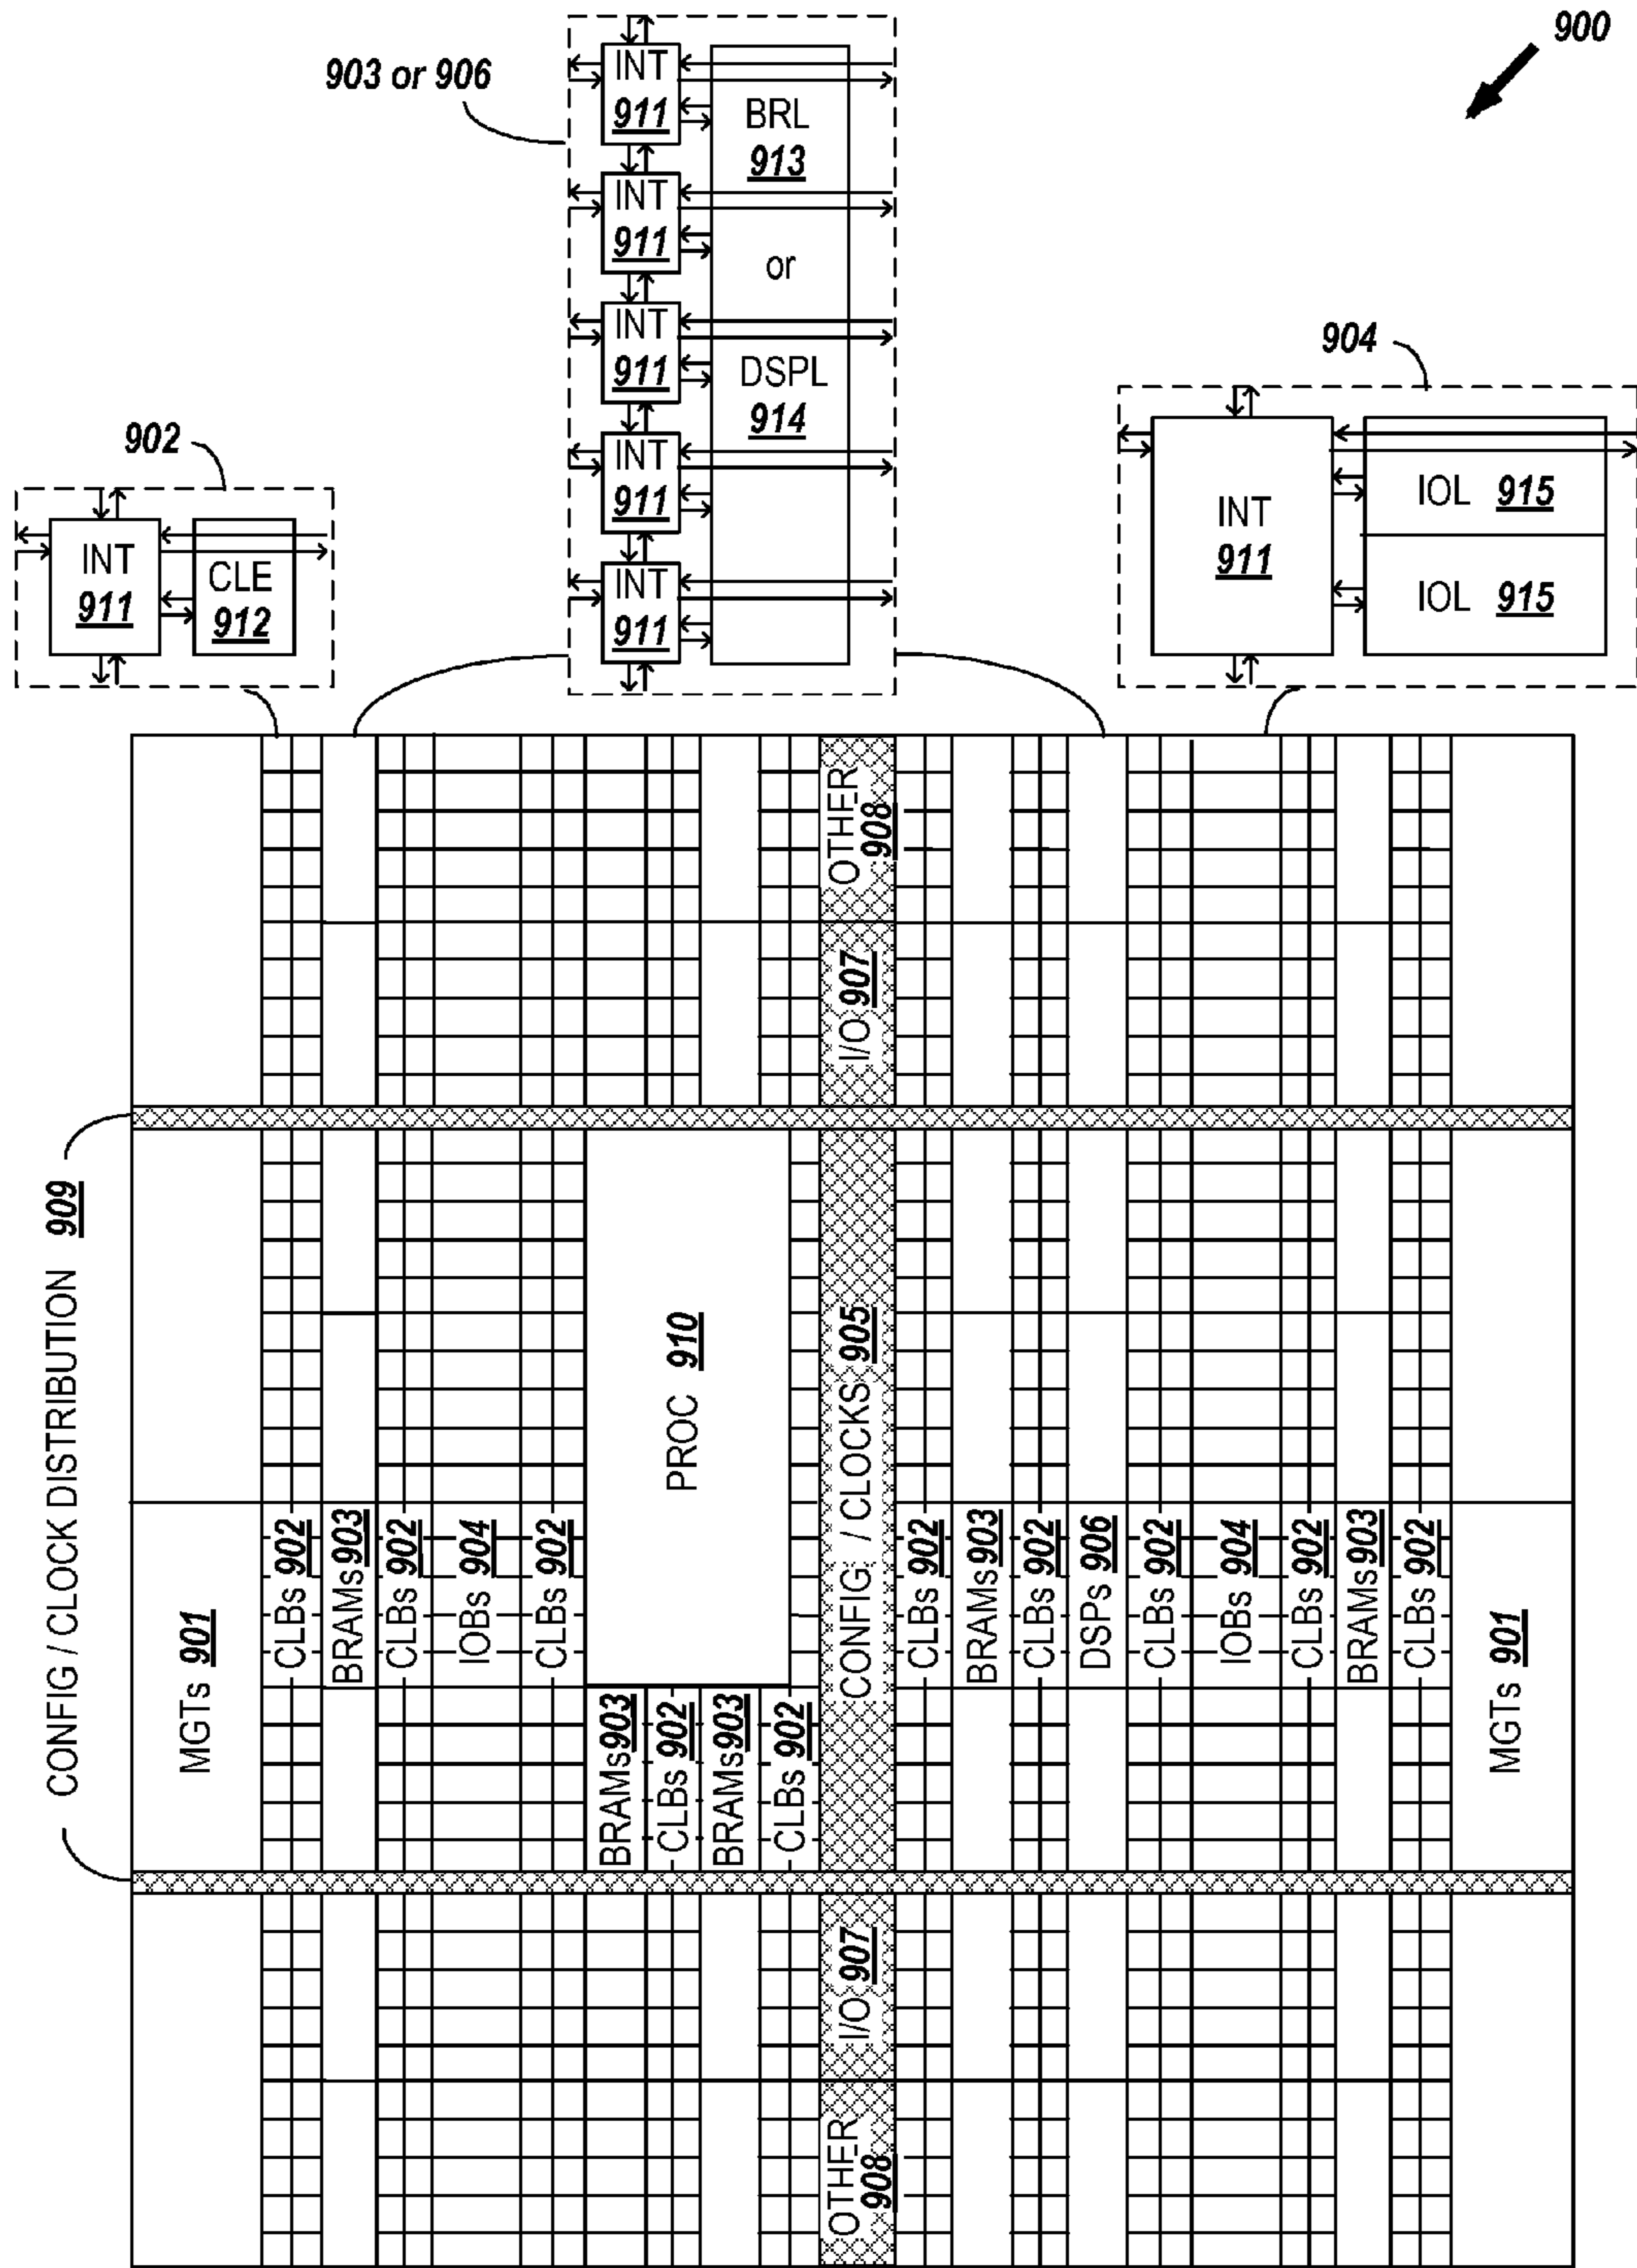 900
903 or 906
INT
911
INT
911
INT
911
INT
911
INT
911
BRL
913
or
DSPL
914
904
INT
911
IOL 915
IOL 915
902
INT
911
CLE
912
OTHER
908
I/O 907
CONFIG / CLOCK DISTRIBUTION 909
PROC 910
CONFIG / CLOCKS 905
MGTs 901
CLBs 902
BRAMs 903
CLBs 902
IOBs 904
CLBs 902
BRAMs 903
CLBs 902
BRAMs 903
CLBs 902
CLBs 902
BRAMs 903
CLBs 902
DSPs 906
CLBs 902
IOBs 904
CLBs 902
BRAMs 903
CLBs 902
MGTs 901
I/O 907
OTHER
908